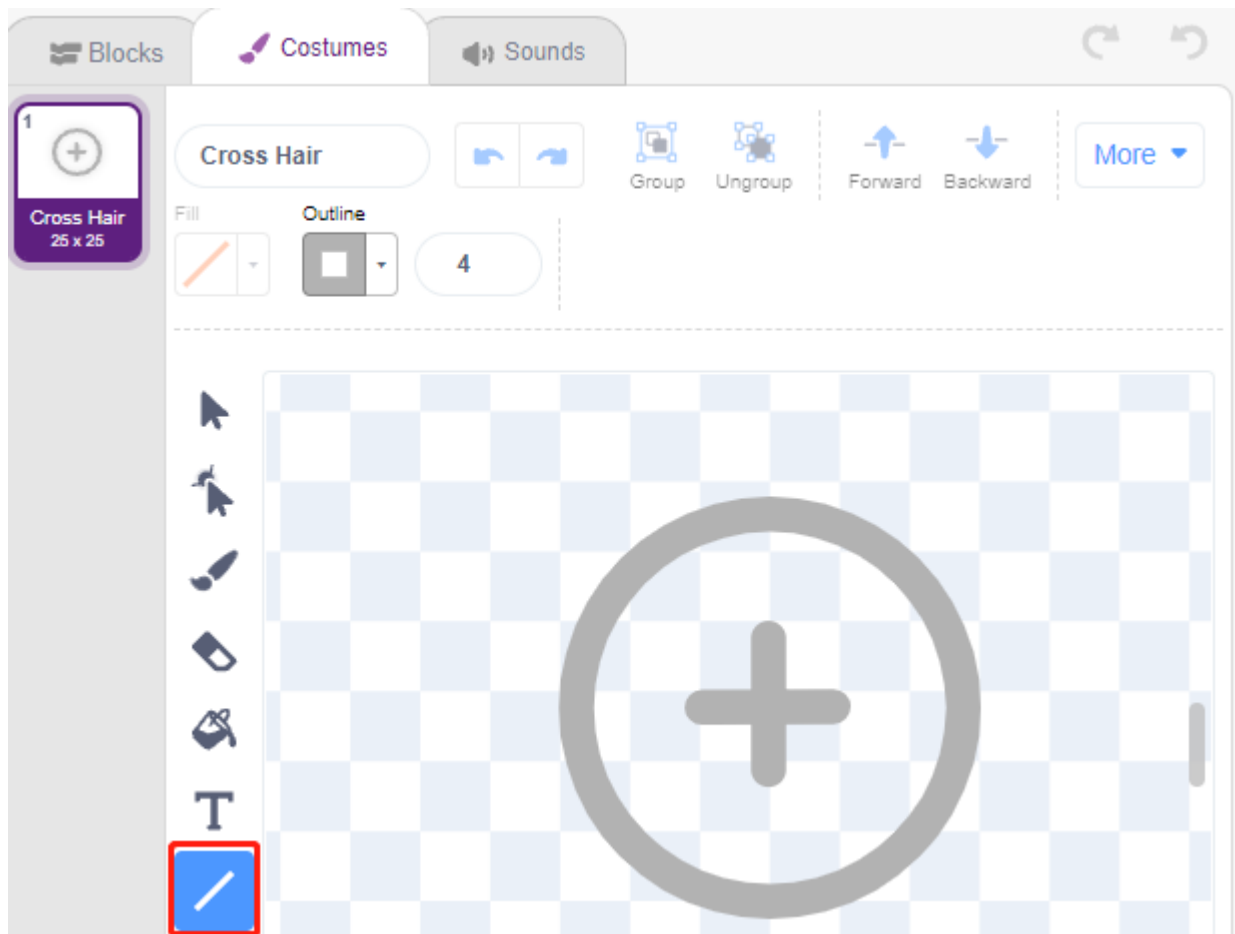 Blocks
Costumes
Sounds
1
Cross Hair
25 x 25
Cross Hair
Group
Ungroup
Forward
Backward
More
Fill
Outline
4
T